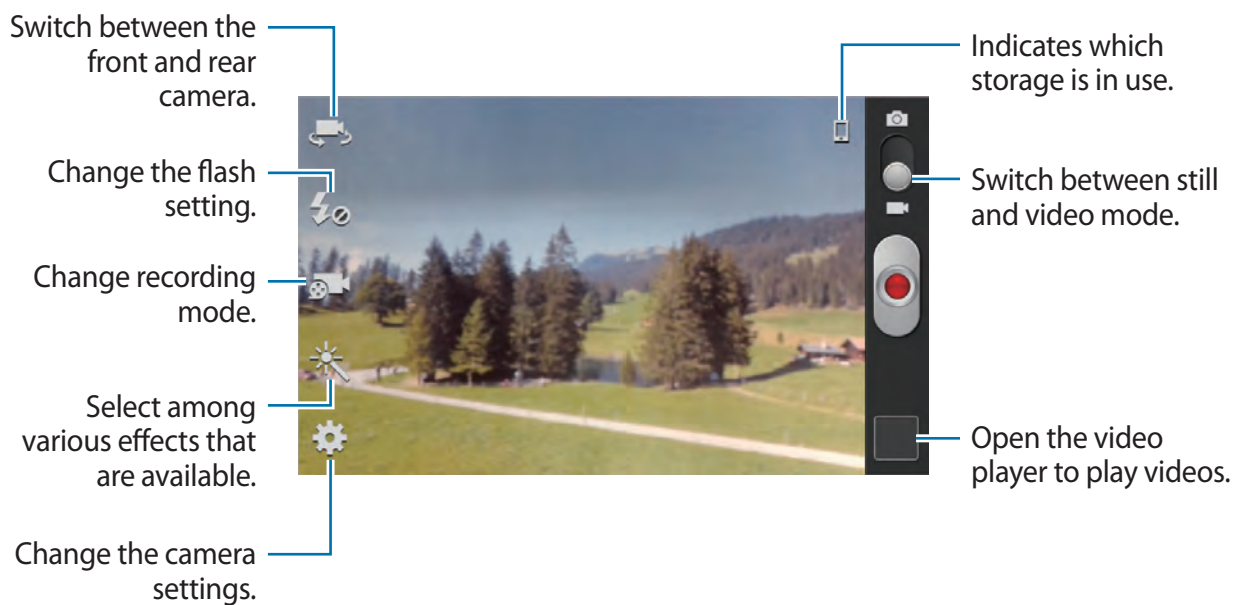 Switch between the
front and rear
camera.
Change the flash
setting.
Change recording
mode.
Select among
various effects that
are available.
Change the camera
settings.
Indicates which
storage is in use.
Switch between still
and video mode.
Open the video
player to play videos.